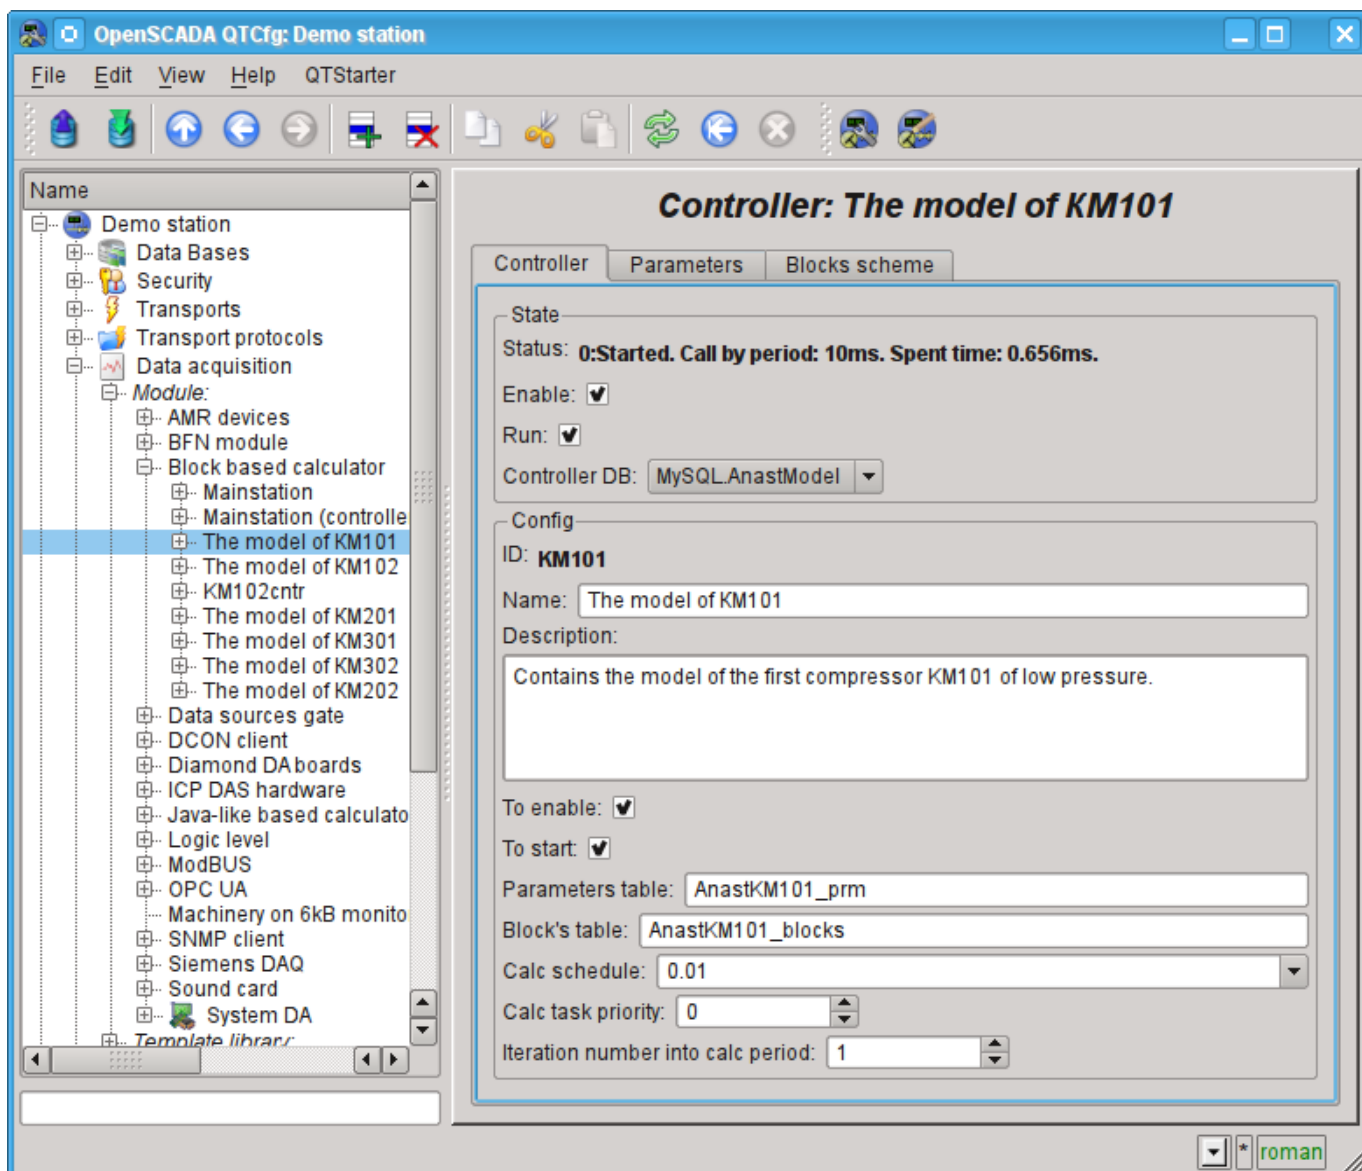 OpenSCADA QTCfg: Demo station
File Edit View Help QTStarter
Name
Demo station
Data Bases
Security
Transports
Transport protocols
Data acquisition
Module:
AMR devices
BFN module
Block based calculator
Mainstation
Mainstation (controlle
The model of KM101
The model of KM102
KM102cntr
The model of KM201
The model of KM301
The model of KM302
The model of KM202
Data sources gate
DCON client
Diamond DA boards
ICP DAS hardware
Java-like based calculato
Logic level
ModBUS
OPC UA
Machinery on 6kB monito
SNMP client
Siemens DAQ
Sound card
System DA
Template library:
Controller: The model of KM101
Controller Parameters Blocks scheme
State
Status: 0:Started. Call by period: 10ms. Spent time: 0.656ms.
Enable:
Run:
Controller DB: MySQL.AnastModel
Config
ID: KM101
Name: The model of KM101
Description:
Contains the model of the first compressor KM101 of low pressure.
To enable:
To start:
Parameters table: AnastKM101_prm
Block's table: AnastKM101_blocks
Calc schedule: 0.01
Calc task priority: 0
Iteration number into calc period: 1
* roman